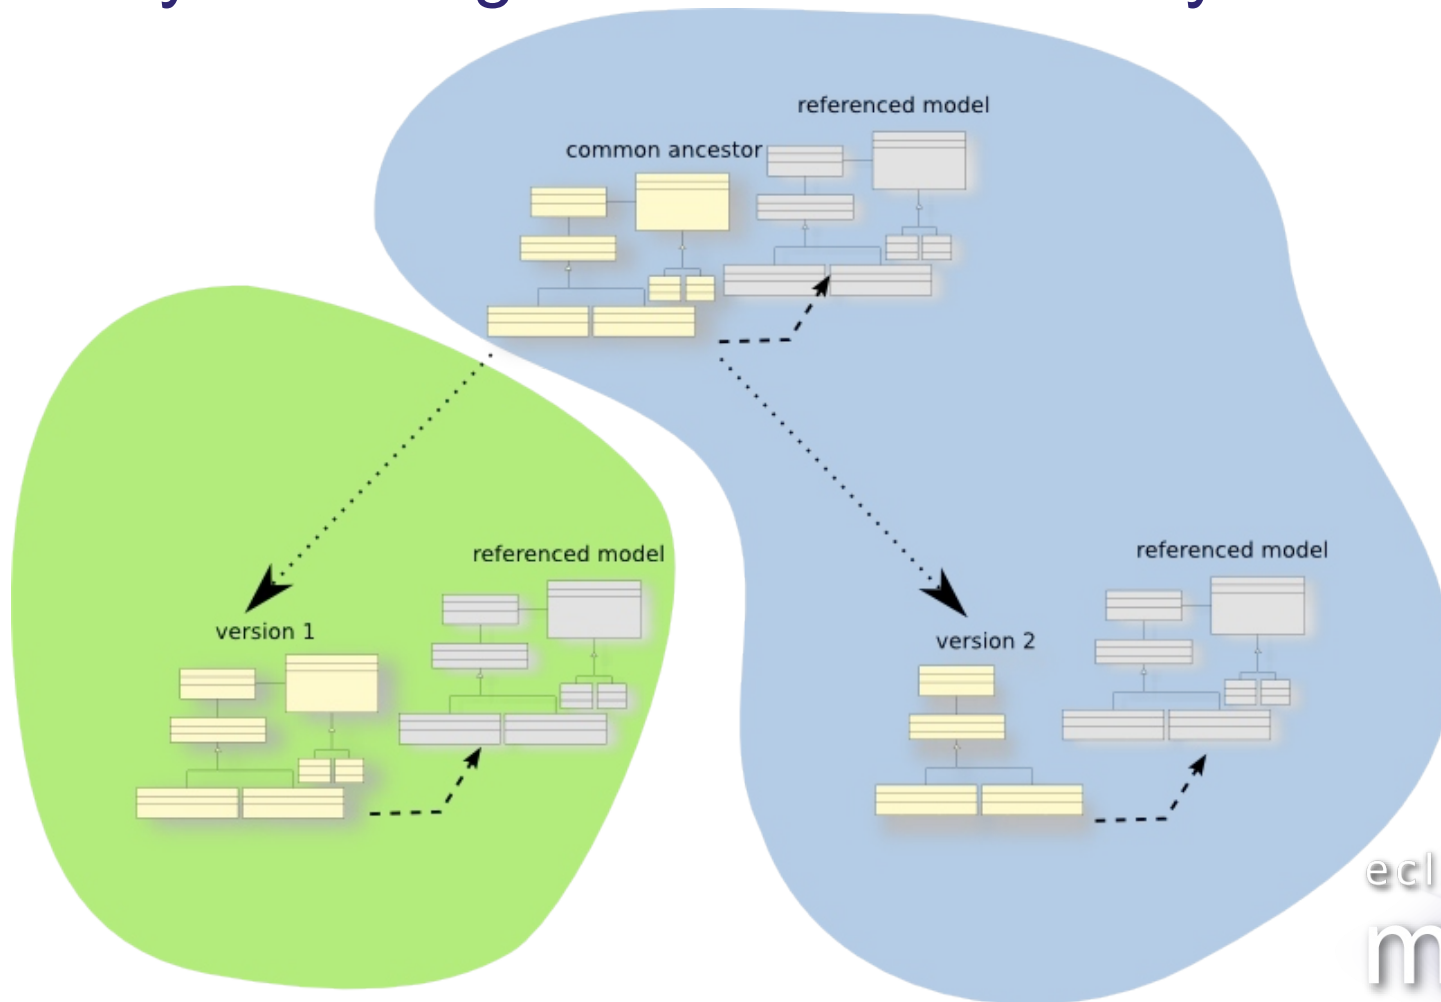 referenced model
common ancestor
referenced model
referenced model
version 1
version 2
ecl
m